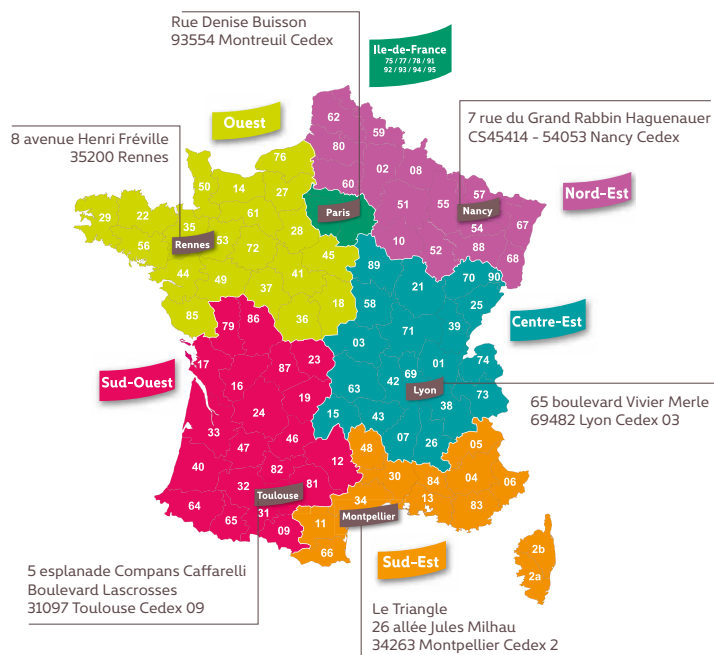 Rue Denise Buisson
93554 Montreuil Cedex
Ile-de-France
75 / 77 / 78 / 91
92 / 93 / 94 / 95
7 rue du Grand Rabbin Haguenauer
CS45414 - 54053 Nancy Cedex
8 avenue Henri Fréville
35200 Rennes
Ouest
Nord-Est
62
59
80
02
08
60
51
55
57
Nancy
54
67
10
52
88
68
Paris
76
50
14
27
29
22
35
61
28
56
Rennes
53
72
45
44
49
37
41
18
85
36
89
21
70
90
58
25
71
39
Centre-Est
03
01
74
42
69
Lyon
63
73
38
15
43
07
26
65 boulevard Vivier Merle
69482 Lyon Cedex 03
79
86
17
87
23
Sud-Ouest
16
19
24
33
46
47
12
40
82
32
81
Toulouse
31
64
65
09
48
05
30
84
04
06
34
13
83
Montpellier
11
66
Sud-Est
2b
2a
5 esplanade Compans Caffarelli
Boulevard Lascrosses
31097 Toulouse Cedex 09
Le Triangle
26 allée Jules Milhau
34263 Montpellier Cedex 2